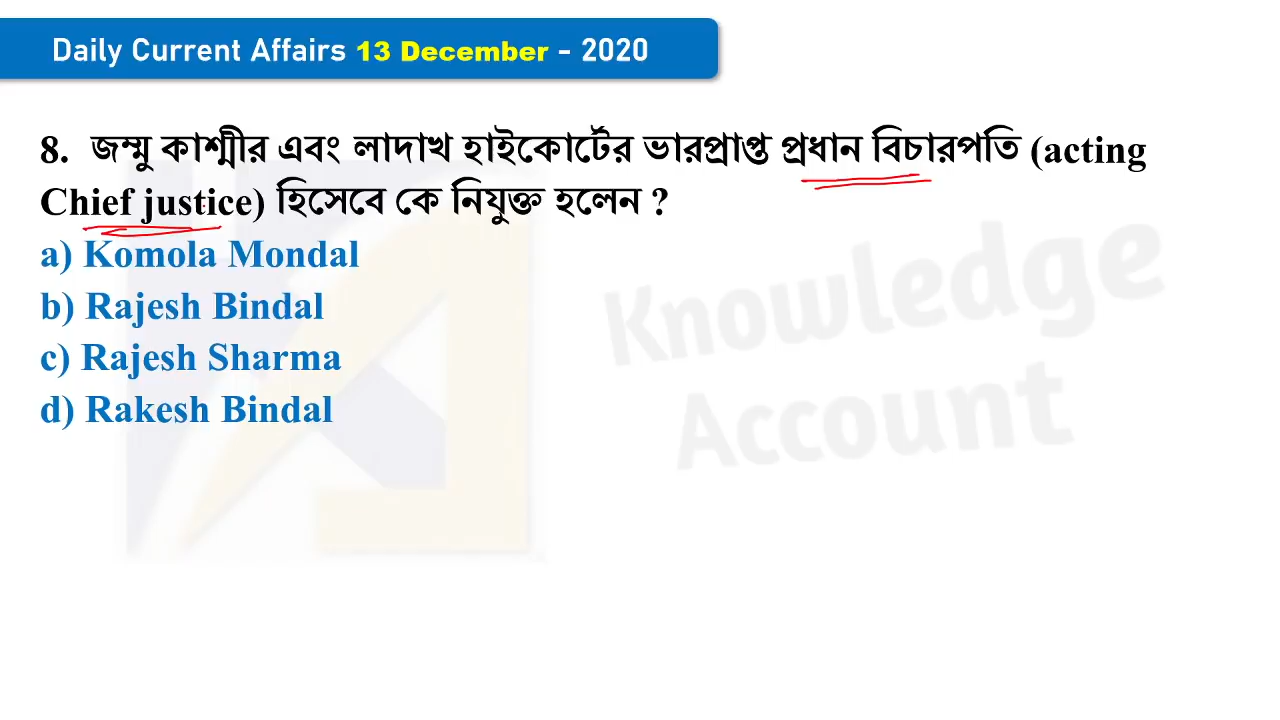 Daily Current Affairs 13 December - 2020
8. জম্মু কাশ্মীর এবং লাদাখ হাইকোর্টের ভারপ্রাপ্ত প্রধান বিচারপতি (acting
Chief justice) হিসেবে কে নিযুক্ত হলেন ?
a) Komola Mondal
b) Rajesh Bindal
c) Rajesh Sharma
d) Rakesh Bindal
Knowledge
Account